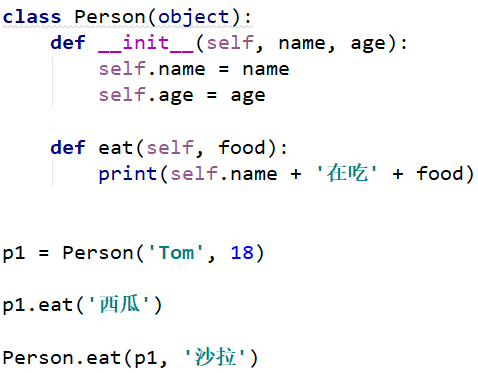 class Person(object):
    def __init__(self, name, age):
        self.name = name
        self.age = age
    def eat(self, food):
        print(self.name + '在吃' + food)
p1 = Person('Tom', 18)
p1.eat('西瓜')
Person.eat(p1, '沙拉')